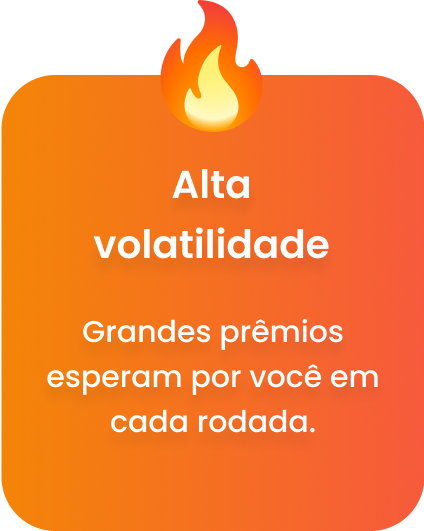 Alta
volatilidade
Grandes prêmios
esperam por você em
cada rodada.